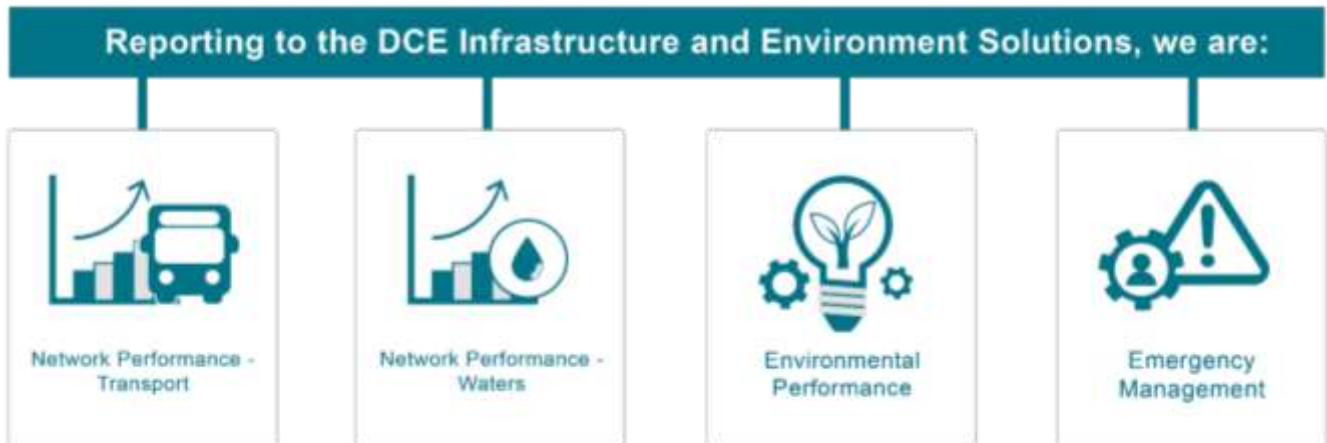 Reporting to the DCE Infrastructure and Environment Solutions, we are:
Network Performance -
Transport
Network Performance -
Waters
Environmental
Performance
Emergency
Management